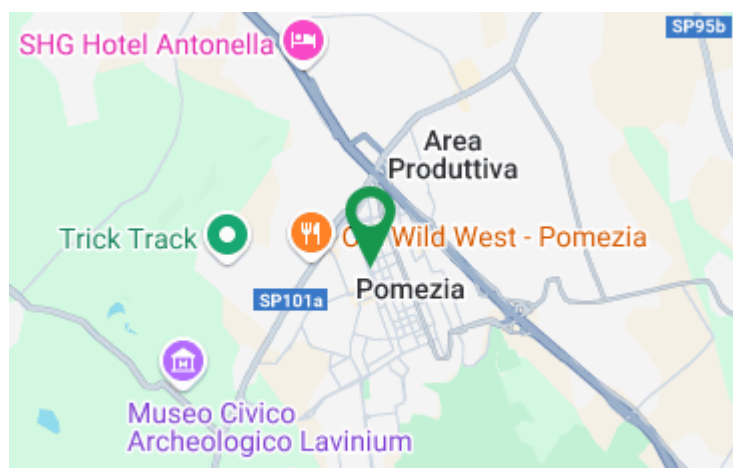 SHG Hotel Antonella
SP95b
Area
Produttiva
Trick Track
Wild West - Pomezia
Pomezia
SP101a
Museo Civico
Archeologico Lavinium